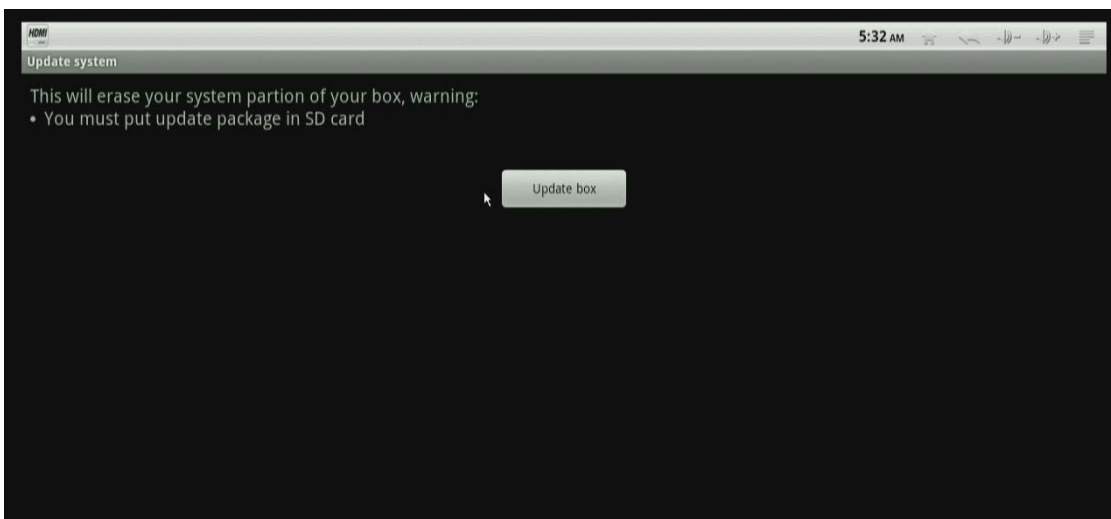 HDMI
5:32 AM
Update system
This will erase your system partion of your box, warning:
• You must put update package in SD card
Update box